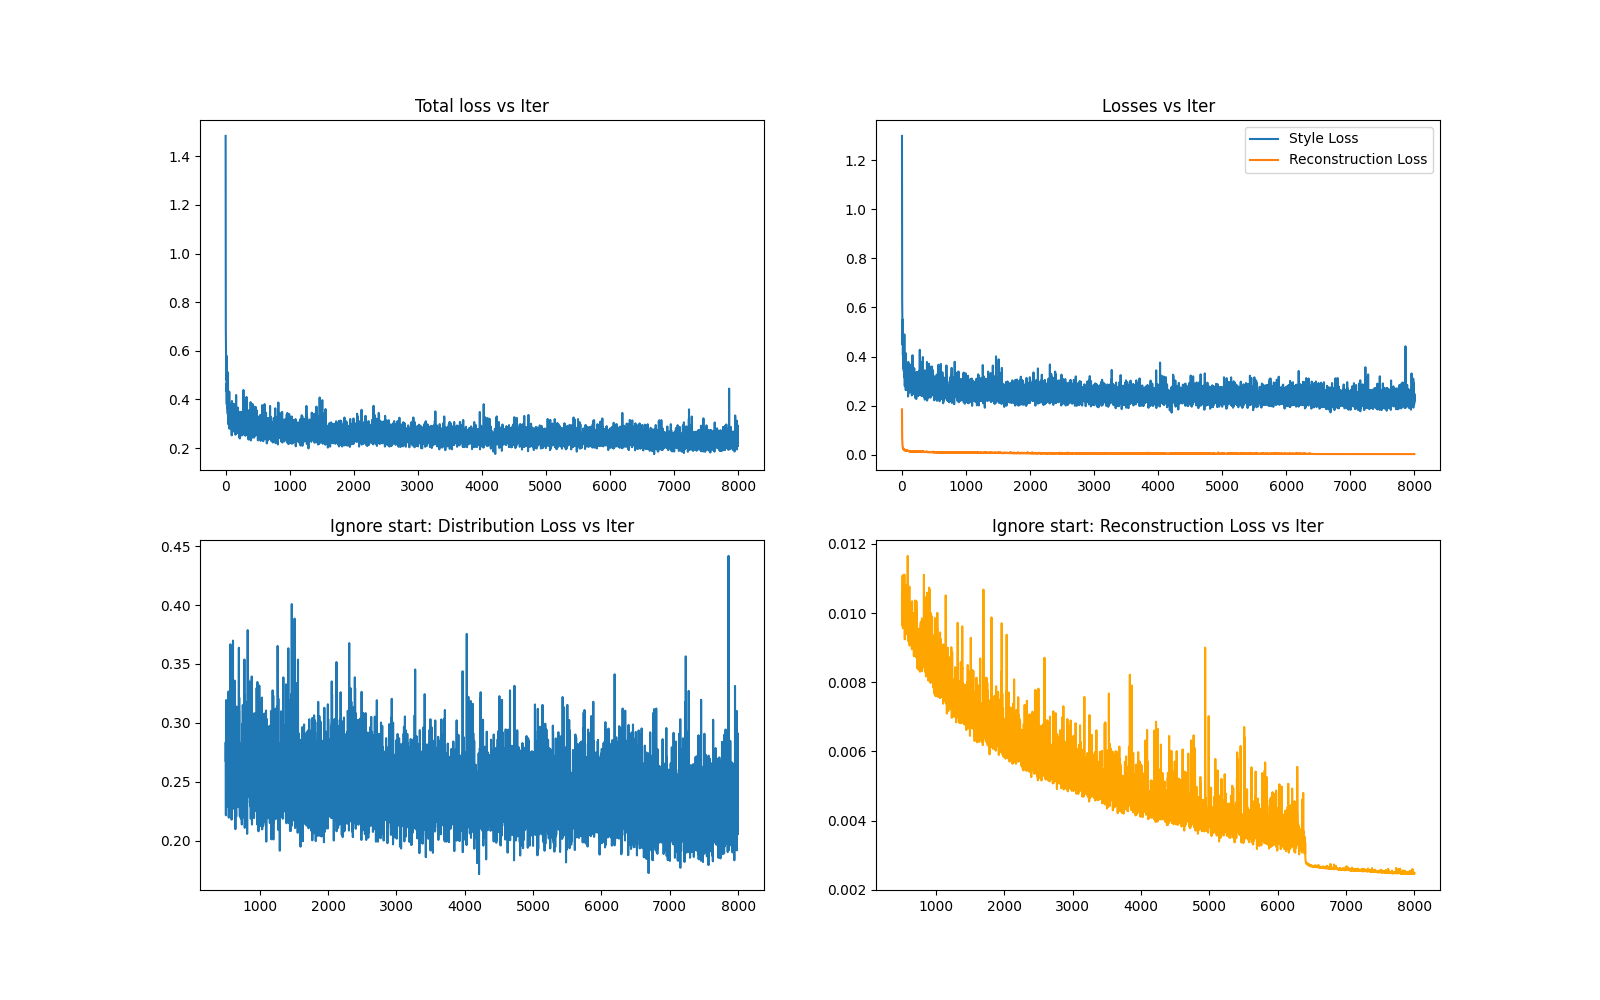 Total loss vs Iter
1.4
1.2
1.0
0.8
0.6
0.4
0.2
0 1000 2000 3000 4000 5000 6000 7000 8000
Losses vs Iter
Style Loss
Reconstruction Loss
1.2
1.0
0.8
0.6
0.4
0.2
0.0
0 1000 2000 3000 4000 5000 6000 7000 8000
Ignore start: Distribution Loss vs Iter
0.45
0.40
0.35
0.30
0.25
0.20
1000 2000 3000 4000 5000 6000 7000 8000
Ignore start: Reconstruction Loss vs Iter
0.012
0.010
0.008
0.006
0.004
0.002
1000 2000 3000 4000 5000 6000 7000 8000